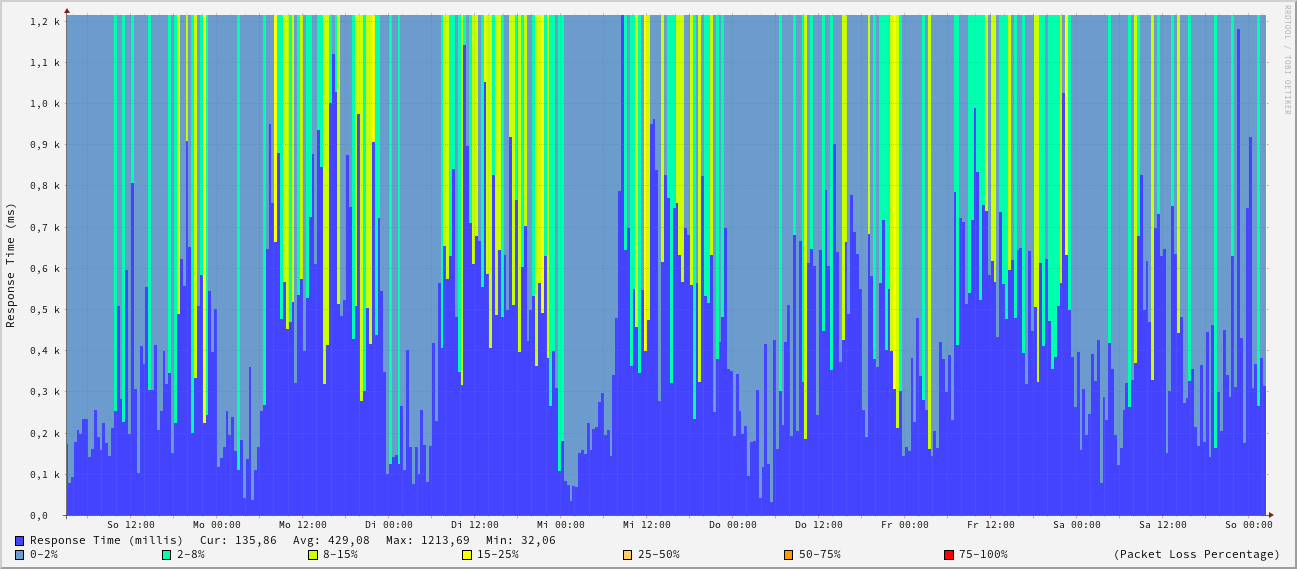 1,2 k
1,1 k
1,0 k
0,9 k
0,8 k
0,7 k
0,6 k
0,5 k
0,4 k
0,3 k
0,2 k
0,1 k
0,0
Response Time (ms)
RRDTOOL / TOBI OETIKER
So 12:00 Mo 00:00 Mo 12:00 Di 00:00 Di 12:00 Mi 00:00 Mi 12:00 Do 00:00 Do 12:00 Fr 00:00 Fr 12:00 Sa 00:00 Sa 12:00 So 00:00
Response Time (millis) Cur: 135,86 Avg: 429,08 Max: 1213,69 Min: 32,06
0-2% 2-8% 8-15% 15-25% 25-50% 50-75% 75-100% (Packet Loss Percentage)